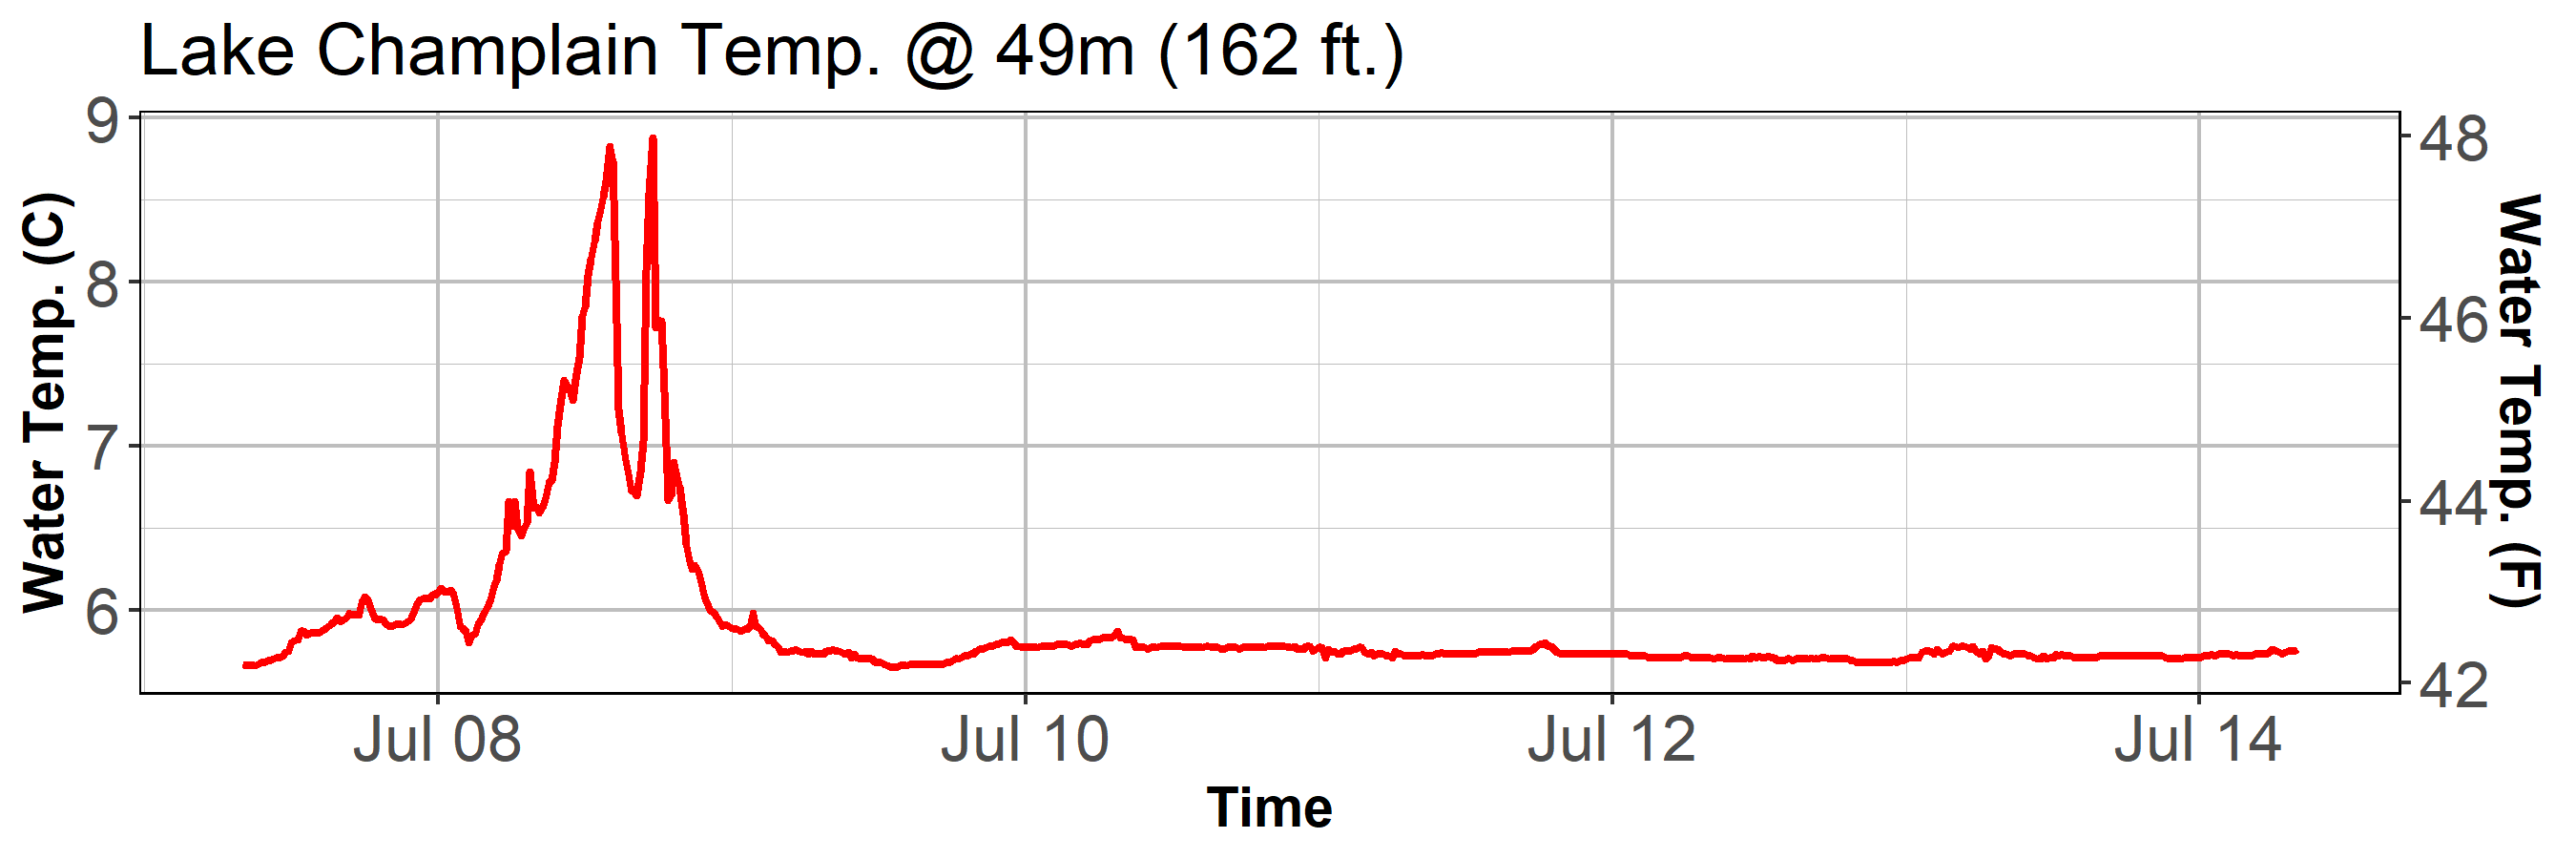 Lake Champlain Temp. @ 49m (162 ft.)
Water Temp. (C)
9
8
7
6
48
46
44
42
Water Temp. (F)
Jul 08 Jul 10 Jul 12 Jul 14
Time